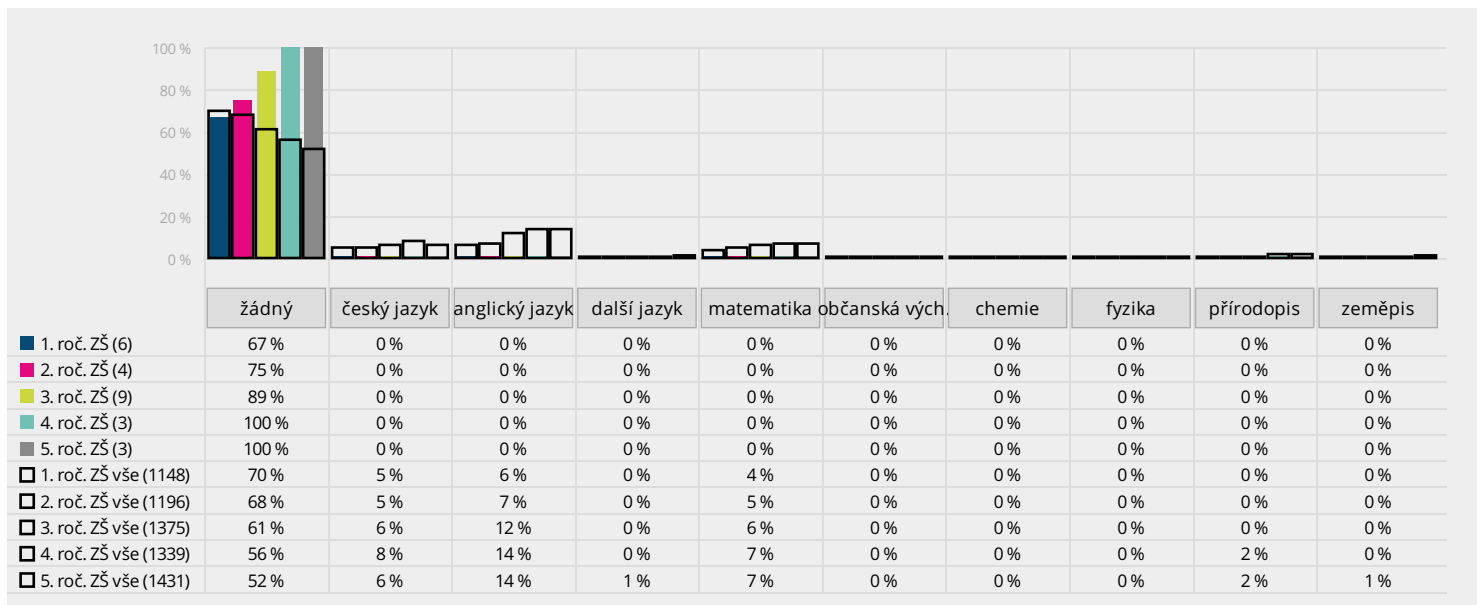 100 %
80 %
60 %
40 %
20 %
0 %
žádný český jazyk anglický jazyk další jazyk matematika občanská vých. chemie fyzika přírodopis zeměpis
1. roč. ZŠ (6) 67 % 0 % 0 % 0 % 0 % 0 % 0 % 0 % 0 % 0 %
2. roč. ZŠ (4) 75 % 0 % 0 % 0 % 0 % 0 % 0 % 0 % 0 % 0 %
3. roč. ZŠ (9) 89 % 0 % 0 % 0 % 0 % 0 % 0 % 0 % 0 % 0 %
4. roč. ZŠ (3) 100 % 0 % 0 % 0 % 0 % 0 % 0 % 0 % 0 % 0 %
5. roč. ZŠ (3) 100 % 0 % 0 % 0 % 0 % 0 % 0 % 0 % 0 % 0 %
1. roč. ZŠ vše (1148) 70 % 5 % 6 % 0 % 4 % 0 % 0 % 0 % 0 % 0 %
2. roč. ZŠ vše (1196) 68 % 5 % 7 % 0 % 5 % 0 % 0 % 0 % 0 % 0 %
3. roč. ZŠ vše (1375) 61 % 6 % 12 % 0 % 6 % 0 % 0 % 0 % 0 % 0 %
4. roč. ZŠ vše (1339) 56 % 8 % 14 % 0 % 7 % 0 % 0 % 0 % 2 % 0 %
5. roč. ZŠ vše (1431) 52 % 6 % 14 % 1 % 7 % 0 % 0 % 0 % 2 % 1 %